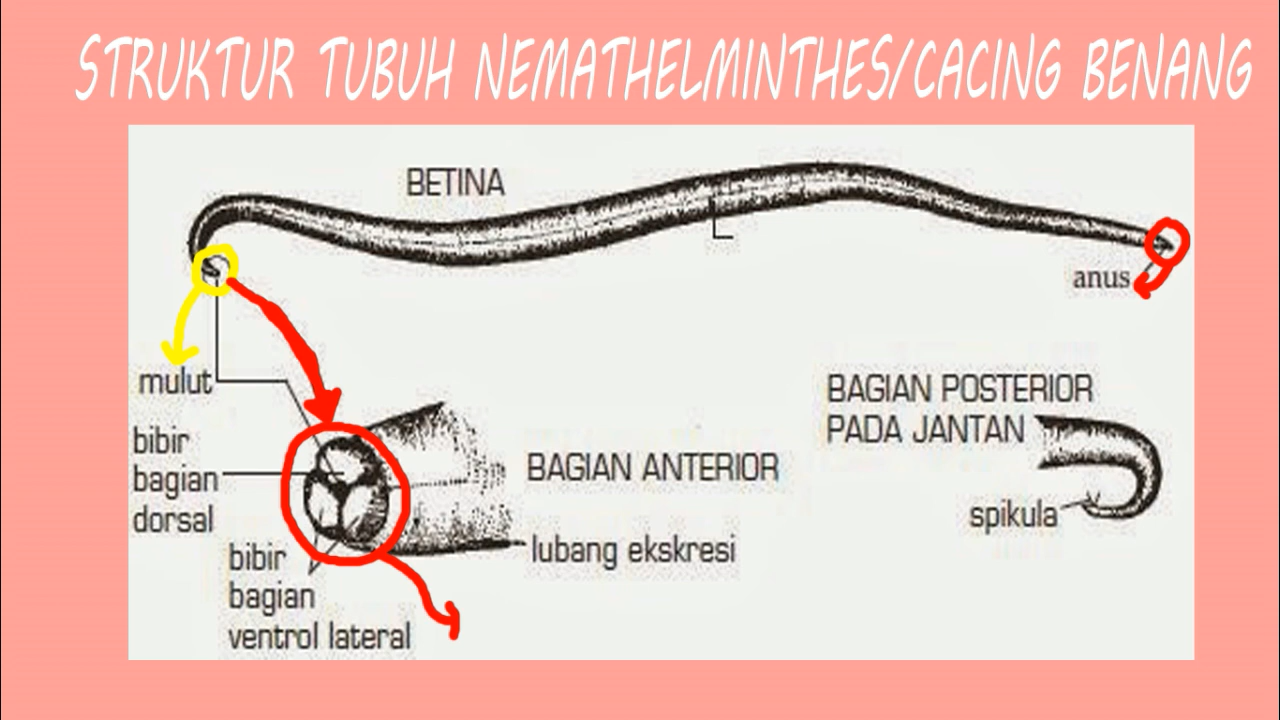 STRUKTUR TUBUH NEMATHELMINTHES/CACING BENANG
BETINA
anus
mulut
BAGIAN POSTERIOR
PADA JANTAN
bibir
bagian
dorsal
BAGIAN ANTERIOR
spikula
lubang ekskresi
bibir
bagian
ventrol lateral